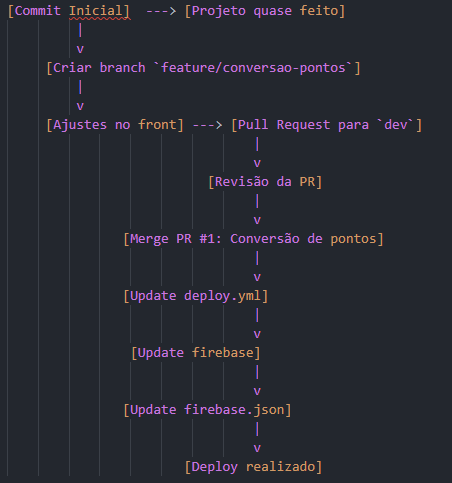 [Commit Inicial]  ---> [Projeto quase feito]
|
v
[Criar branch `feature/conversao-pontos`]
|
v
[Ajustes no front] ---> [Pull Request para `dev`]
|
v
[Revisão da PR]
|
v
[Merge PR #1: Conversão de pontos]
|
v
[Update deploy.yml]
|
v
[Update firebase]
|
v
[Update firebase.json]
|
v
[Deploy realizado]